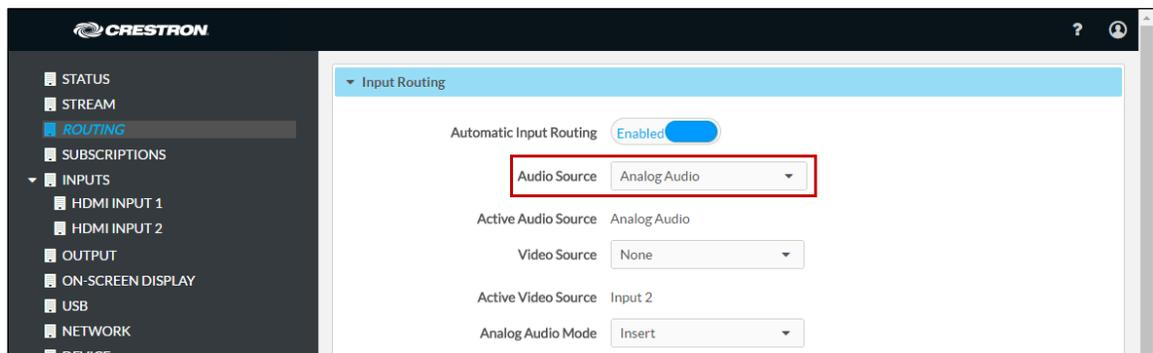 CRESTRON
?
STATUS
STREAM
ROUTING
SUBSCRIPTIONS
INPUTS
HDMI INPUT 1
HDMI INPUT 2
OUTPUT
ON-SCREEN DISPLAY
USB
NETWORK
DEVICE
Input Routing
Automatic Input Routing Enabled
Audio Source Analog Audio
Active Audio Source Analog Audio
Video Source None
Active Video Source Input 2
Analog Audio Mode Insert